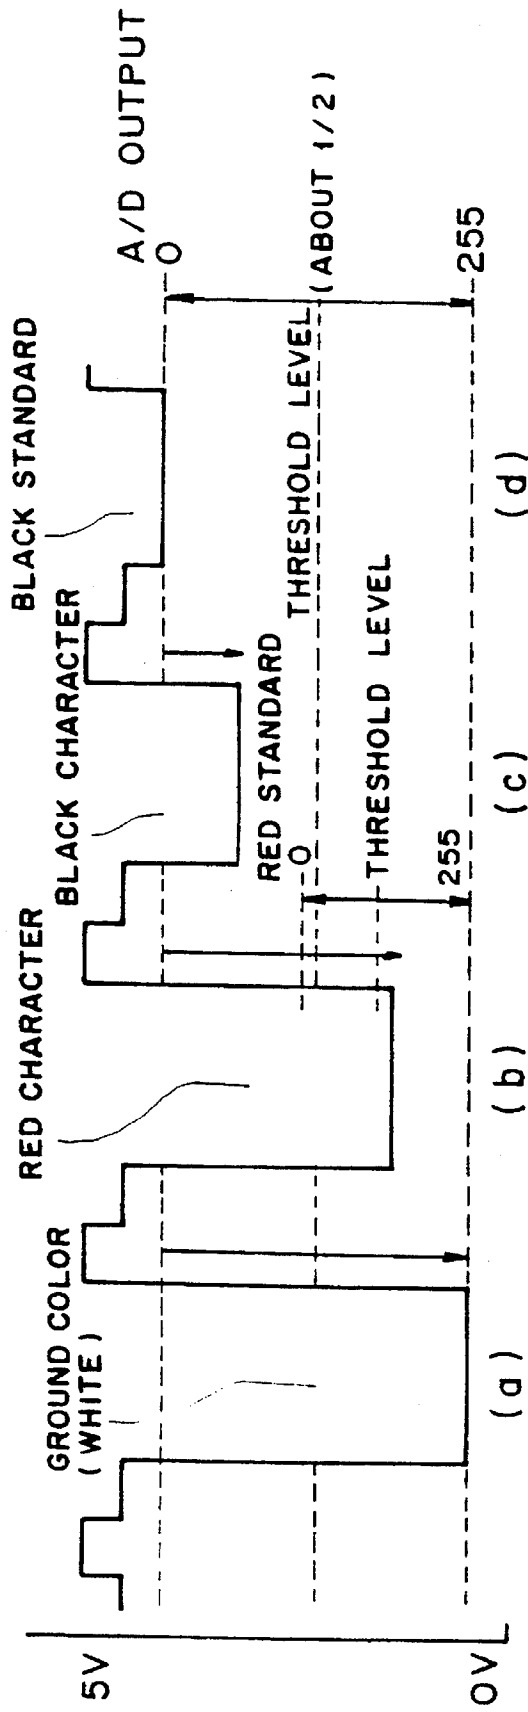 5V
0V
GROUND COLOR
(WHITE)
RED CHARACTER
BLACK CHARACTER
BLACK STANDARD
A/D OUTPUT
0
THRESHOLD LEVEL (ABOUT 1/2)
RED STANDARD
0
THRESHOLD LEVEL
255
255
(a)
(b)
(c)
(d)